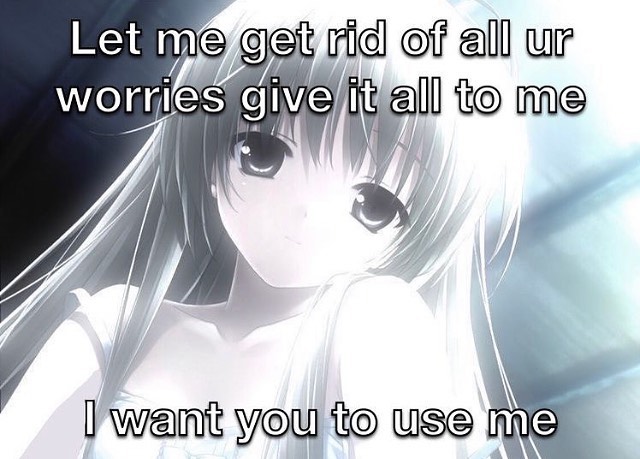 Let me get rid of all ur
worries give it all to me
I want you to use me